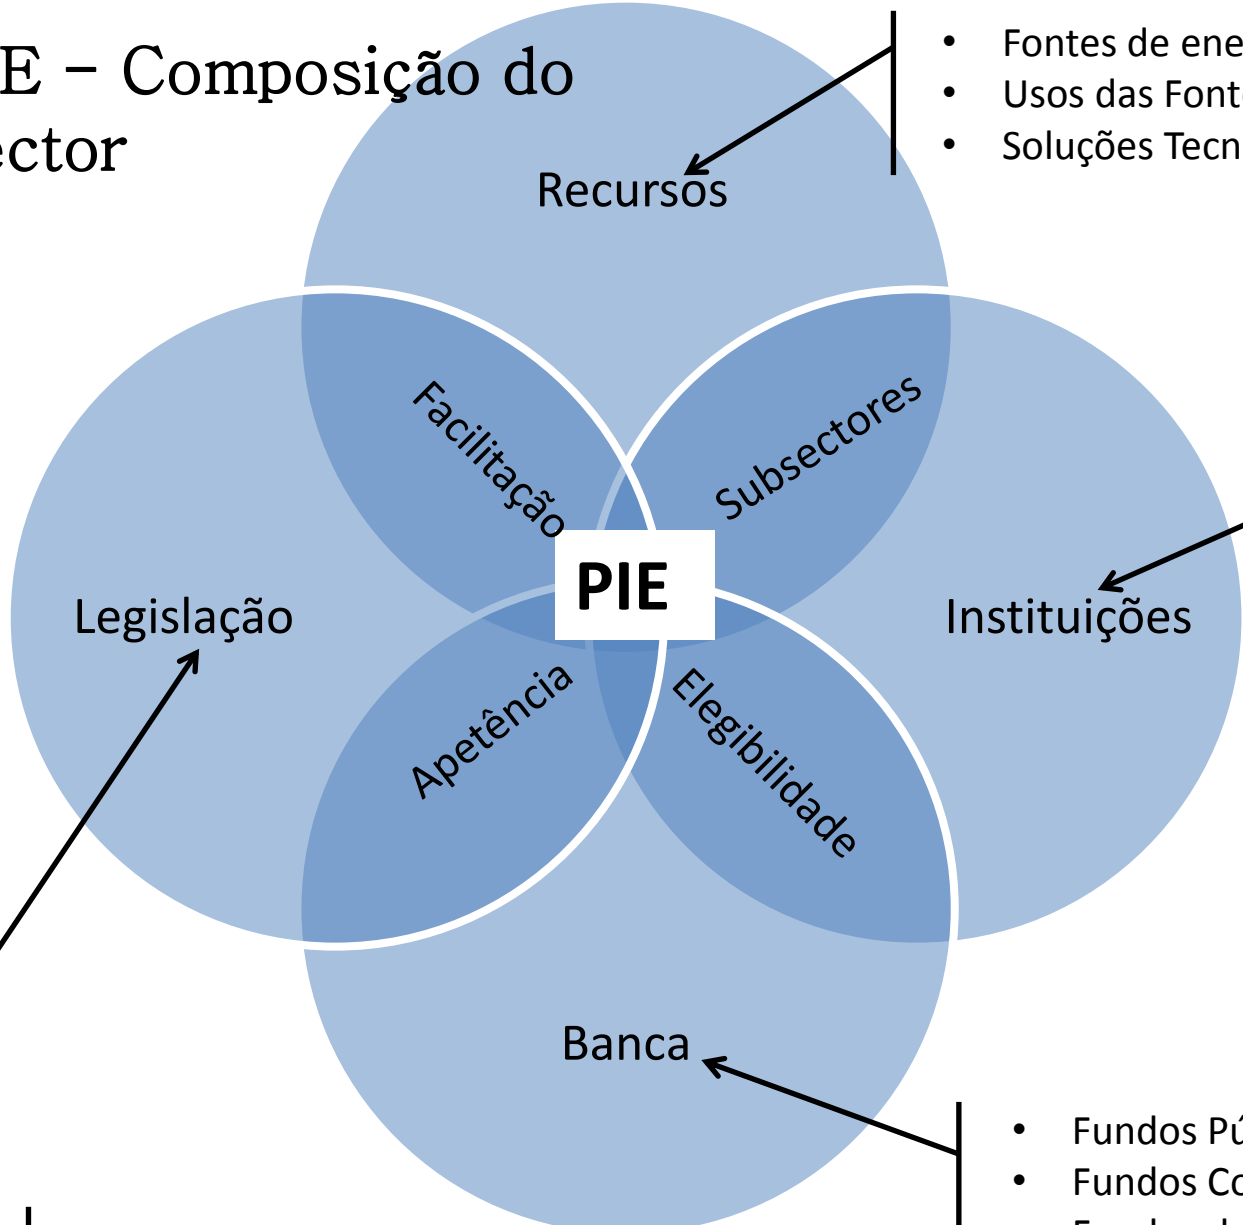 E – Composição do
ector
• Fontes de ene
• Usos das Font
• Soluções Tecn
Recursos
Facilitação
Subsectores
PIE
Legislação
Instituições
Apetência
Elegibilidade
Banca
• Fundos Pú
• Fundos Co